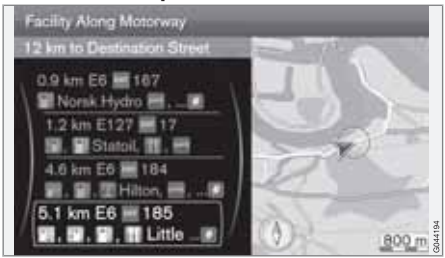 Facility Along Motorway
12 km to Destination Street
0.9 km E6 167
Norsk Hydro , ...
1.2 km E127 17
, Statoil, ,
4.6 km E6 184
, , Hilton, , ...
5.1 km E6 185
, , , Little ...
800 m
G044194